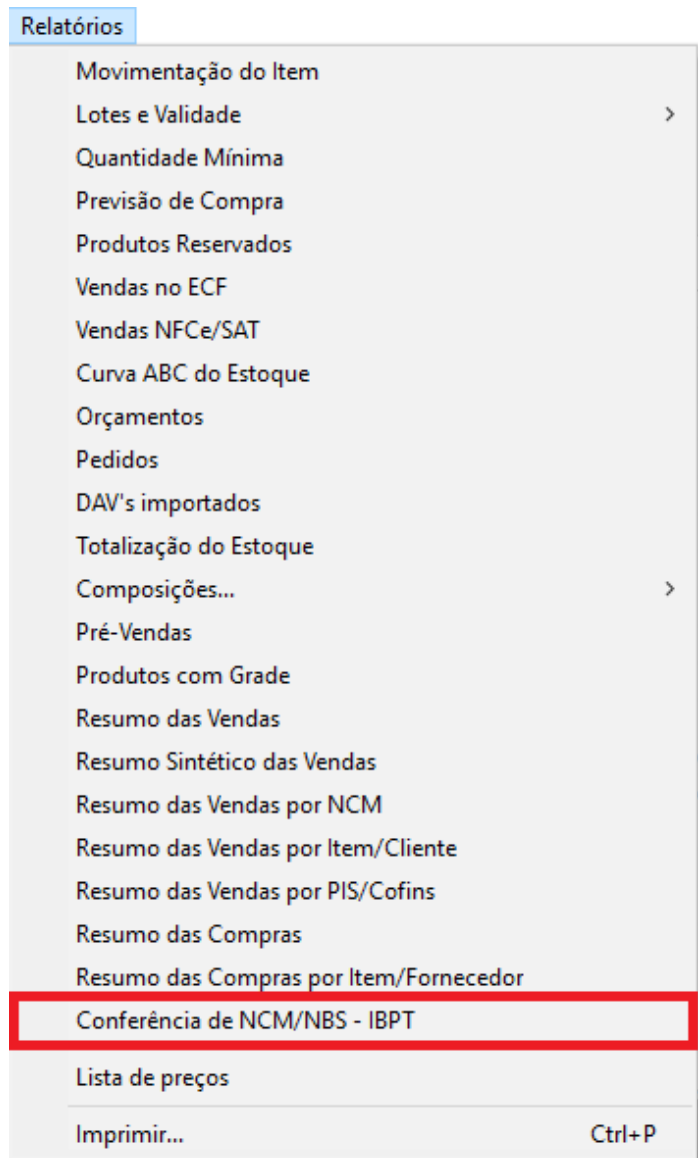 Relatórios
Movimentação do Item
Lotes e Validade
Quantidade Mínima
Previsão de Compra
Produtos Reservados
Vendas no ECF
Vendas NFCe/SAT
Curva ABC do Estoque
Orçamentos
Pedidos
DAV's importados
Totalização do Estoque
Composições...
Pré-Vendas
Produtos com Grade
Resumo das Vendas
Resumo Sintético das Vendas
Resumo das Vendas por NCM
Resumo das Vendas por Item/Cliente
Resumo das Vendas por PIS/Cofins
Resumo das Compras
Resumo das Compras por Item/Fornecedor
Conferência de NCM/NBS - IBPT
Lista de preços
Imprimir... Ctrl+P